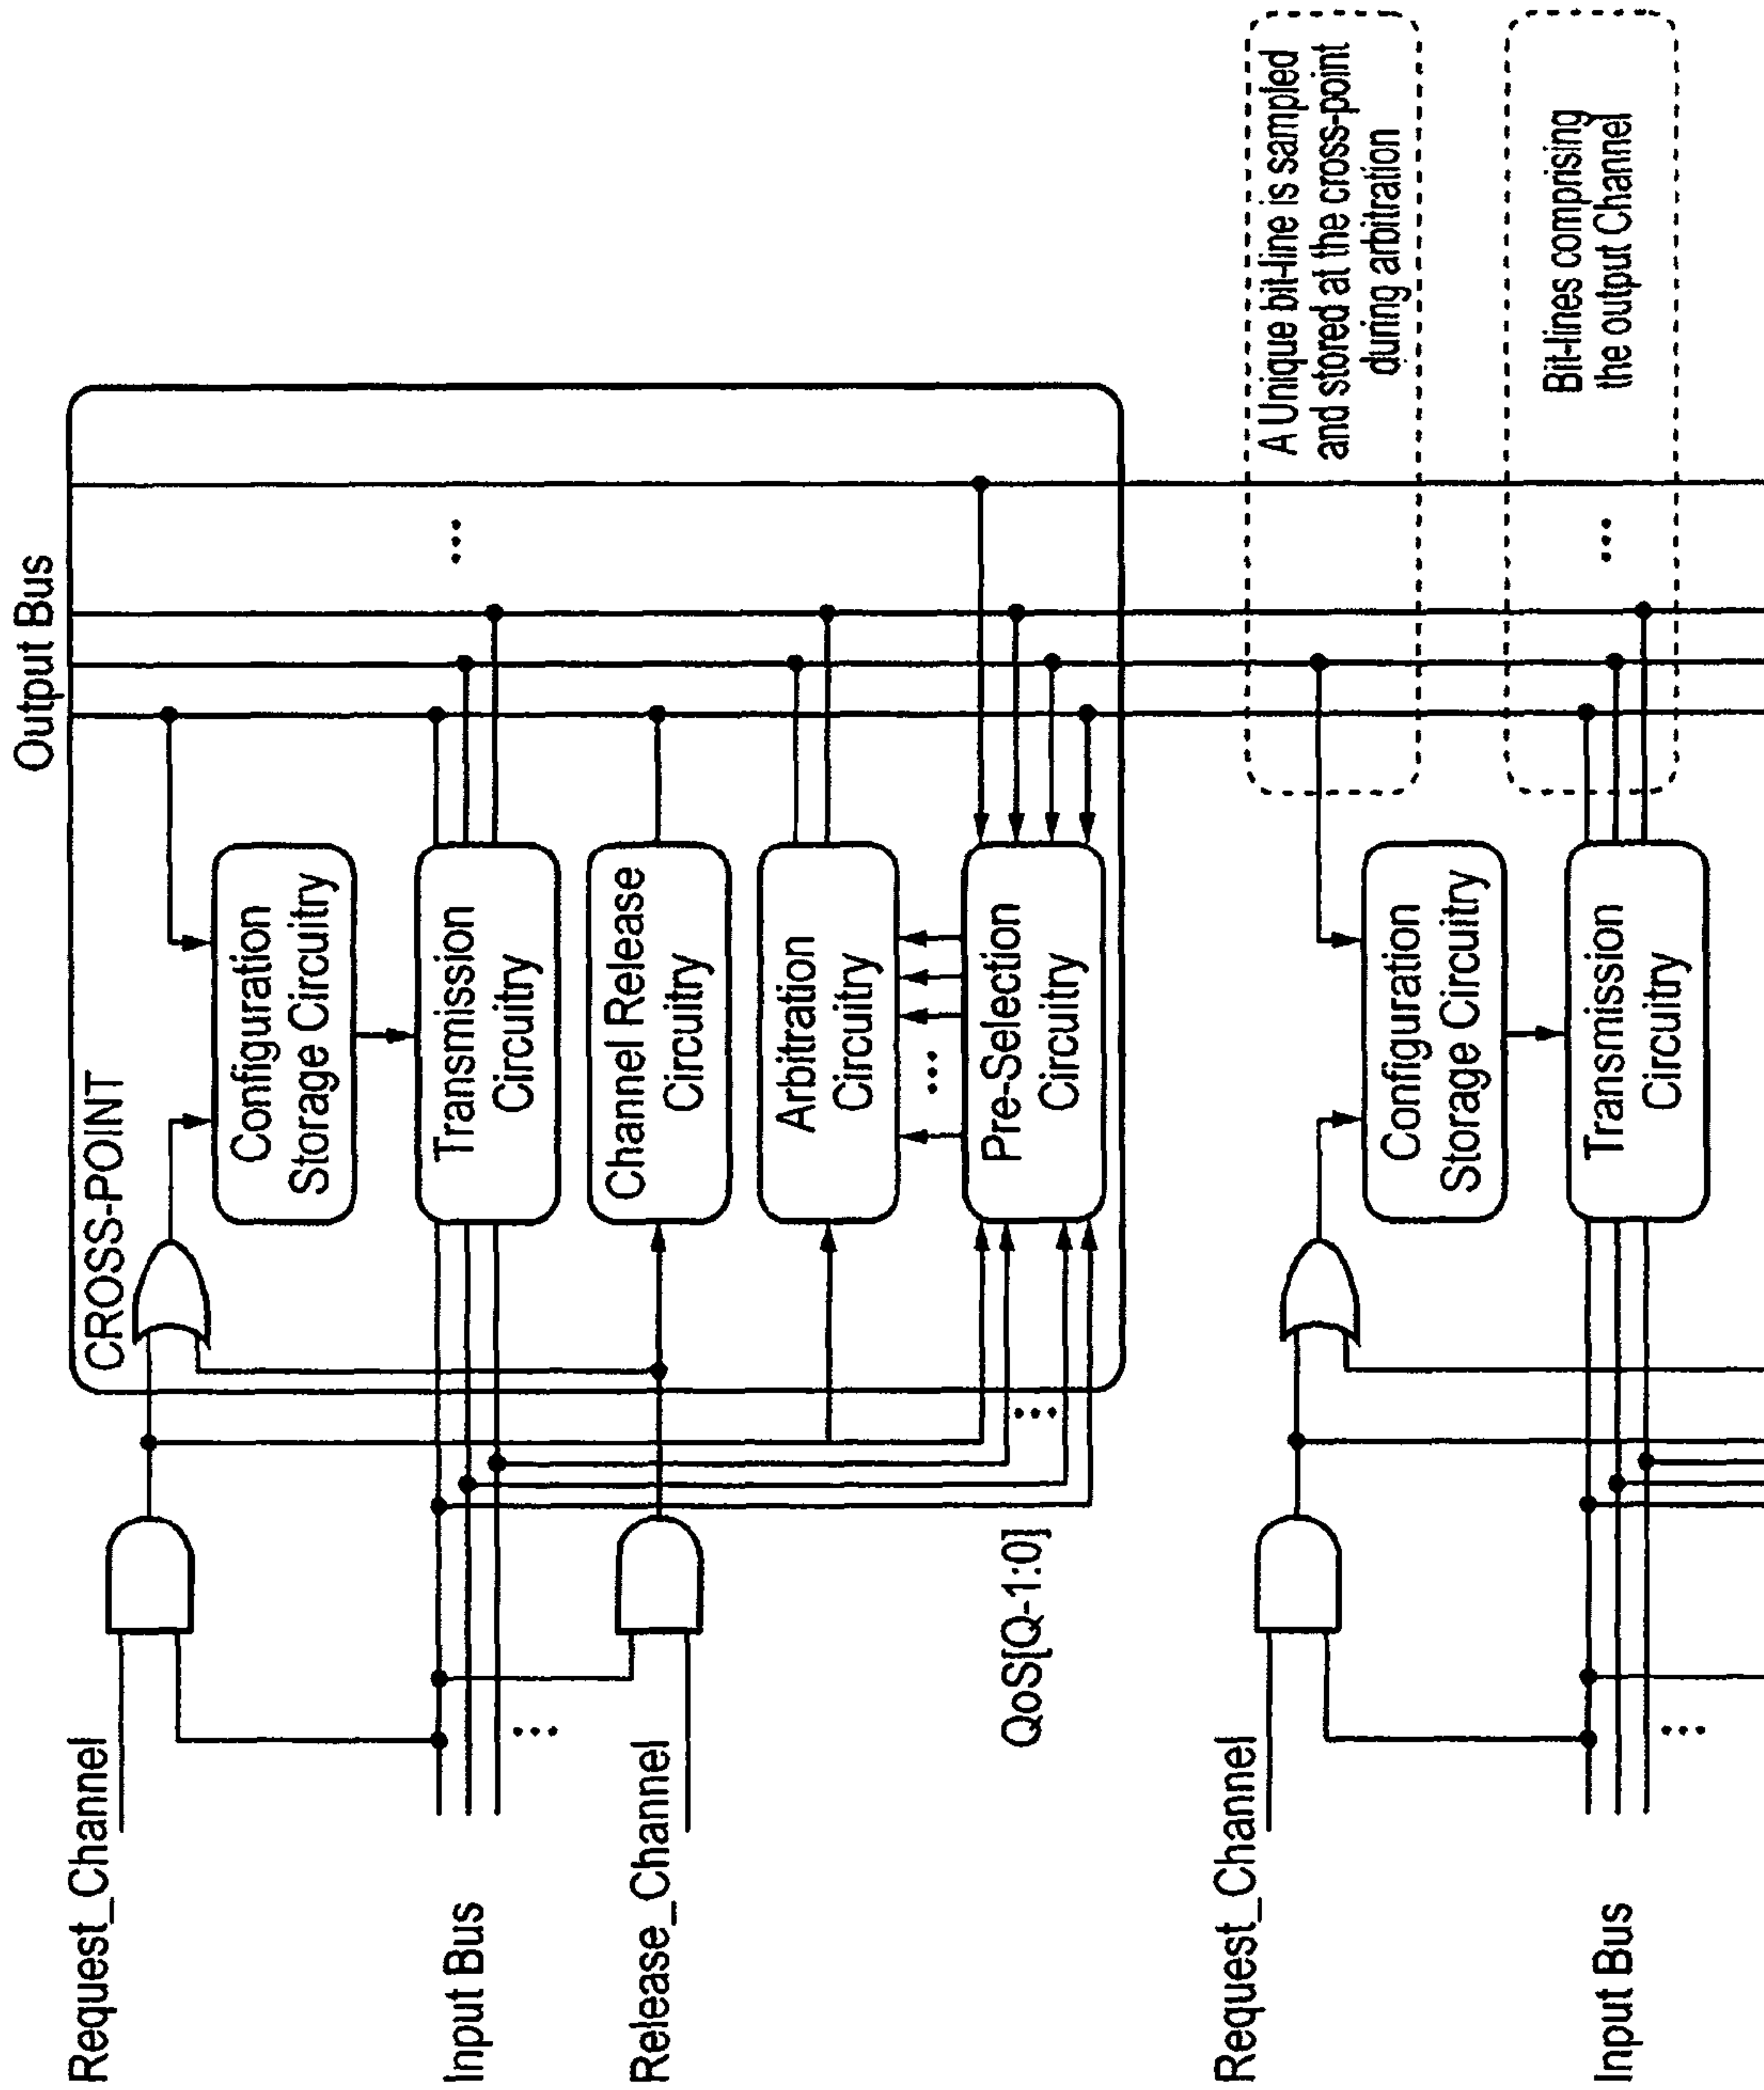 Output Bus
CROSS-POINT
Request_Channel
Configuration
Storage Circuitry
Input Bus
Transmission
Circuitry
Release_Channel
Channel Release
Circuitry
Arbitration
Circuitry
...
QoS[Q-1:0]
Pre-Selection
Circuitry
A Unique bit-line is sampled
and stored at the cross-point
during arbitration
Request_Channel
Configuration
Storage Circuitry
Bit-lines comprising
the output Channel
Input Bus
Transmission
Circuitry